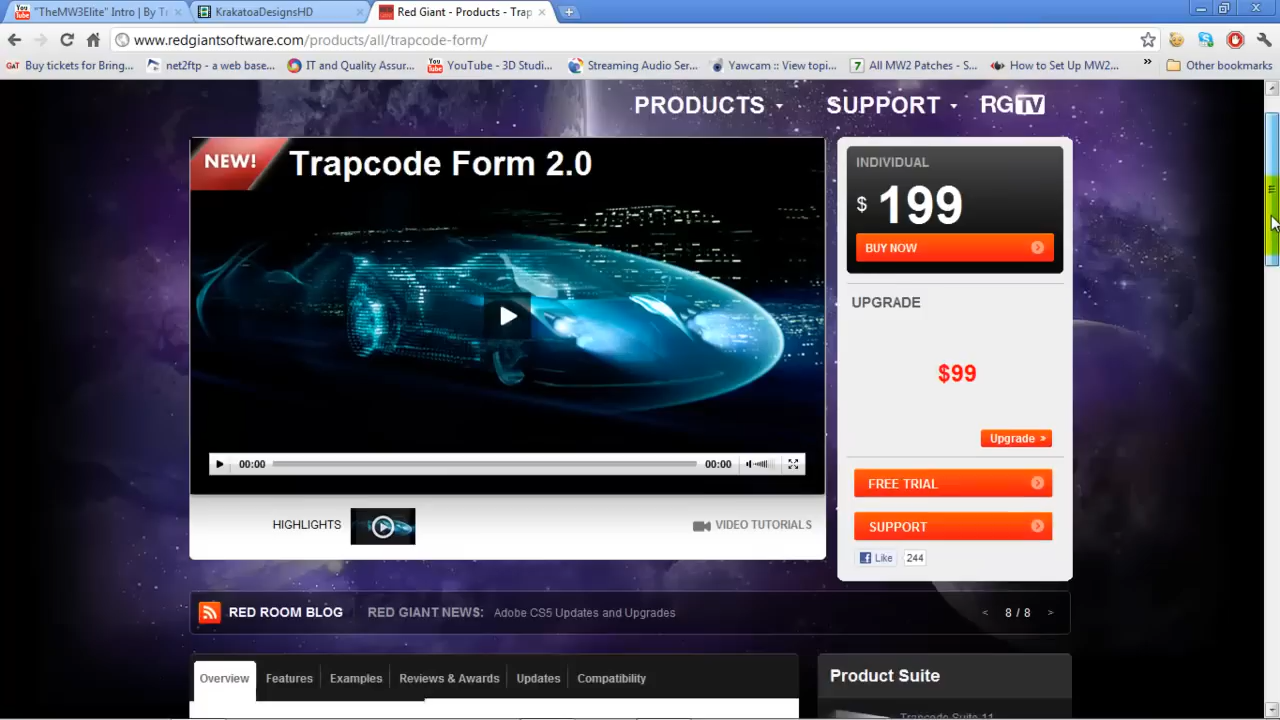 "TheMW3Elite" Intro | By T
KrakatoaDesignsHD
Red Giant - Products - Trap
www.redgiantsoftware.com/products/all/trapcode-form/
GAT Buy tickets for Bring...
net2ftp - a web base...
IT and Quality Assur...
YouTube - 3D Studi...
Streaming Audio Ser...
Yawcam :: View topi...
7 All MW2 Patches - S...
How to Set Up MW2...
»
Other bookmarks
PRODUCTS
SUPPORT
RGTV
NEW!
Trapcode Form 2.0
00:00
00:00
HIGHLIGHTS
VIDEO TUTORIALS
INDIVIDUAL
$ 199
BUY NOW
UPGRADE
$99
Upgrade »
FREE TRIAL
SUPPORT
Like 244
RED ROOM BLOG
RED GIANT NEWS: Adobe CS5 Updates and Upgrades
< 8 / 8 >
Overview Features Examples Reviews & Awards Updates Compatibility
Product Suite
Trapcode Suite 11